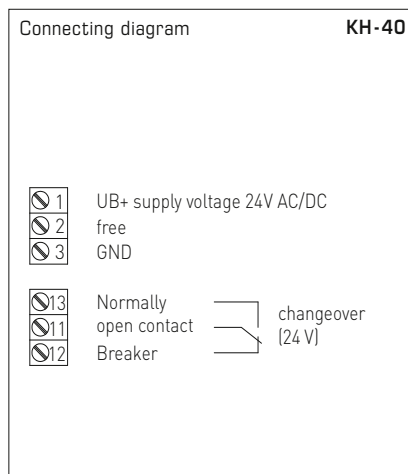 Connecting diagram KH-40
1 UB+ supply voltage 24V AC/DC
2 free
3 GND
13 Normally
11 open contact
12 Breaker
changeover
(24 V)